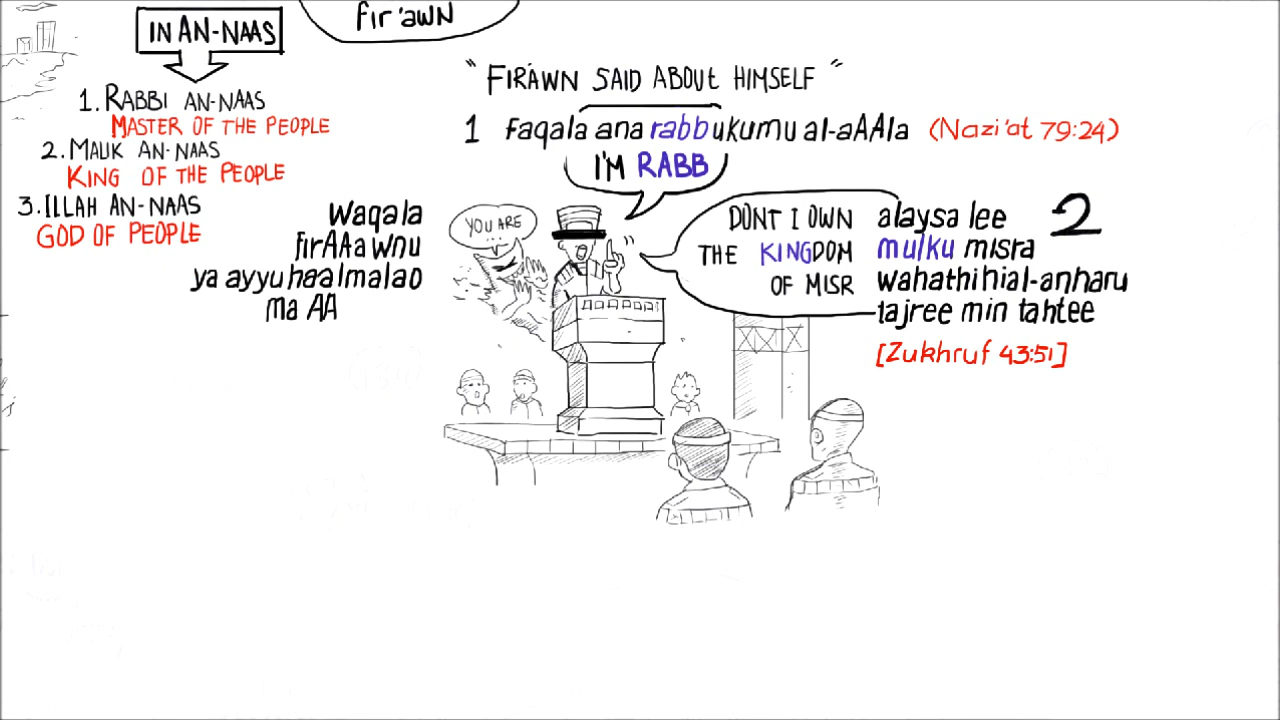 IN AN-NAAS
fir'awn
1. RABBI AN-NAAS
MASTER OF THE PEOPLE
2. MALIK AN-NAAS
KING OF THE PEOPLE
3. ILLAH AN-NAAS
GOD OF PEOPLE
"FIR'AWN SAID ABOUT HIMSELF"
1 faqala ana rabbukumu al-aAAla (Nazi'at 79:24)
I'M RABB
Waqala
firAAawnu
ya ayyuhaalmalao
ma AA
YOU ARE
DONT I OWN
THE KINGDOM
OF MISR
alaysa lee 2
mulku misra
wahathihial-anharu
tajree min tahtee
[Zukhruf 43:51]